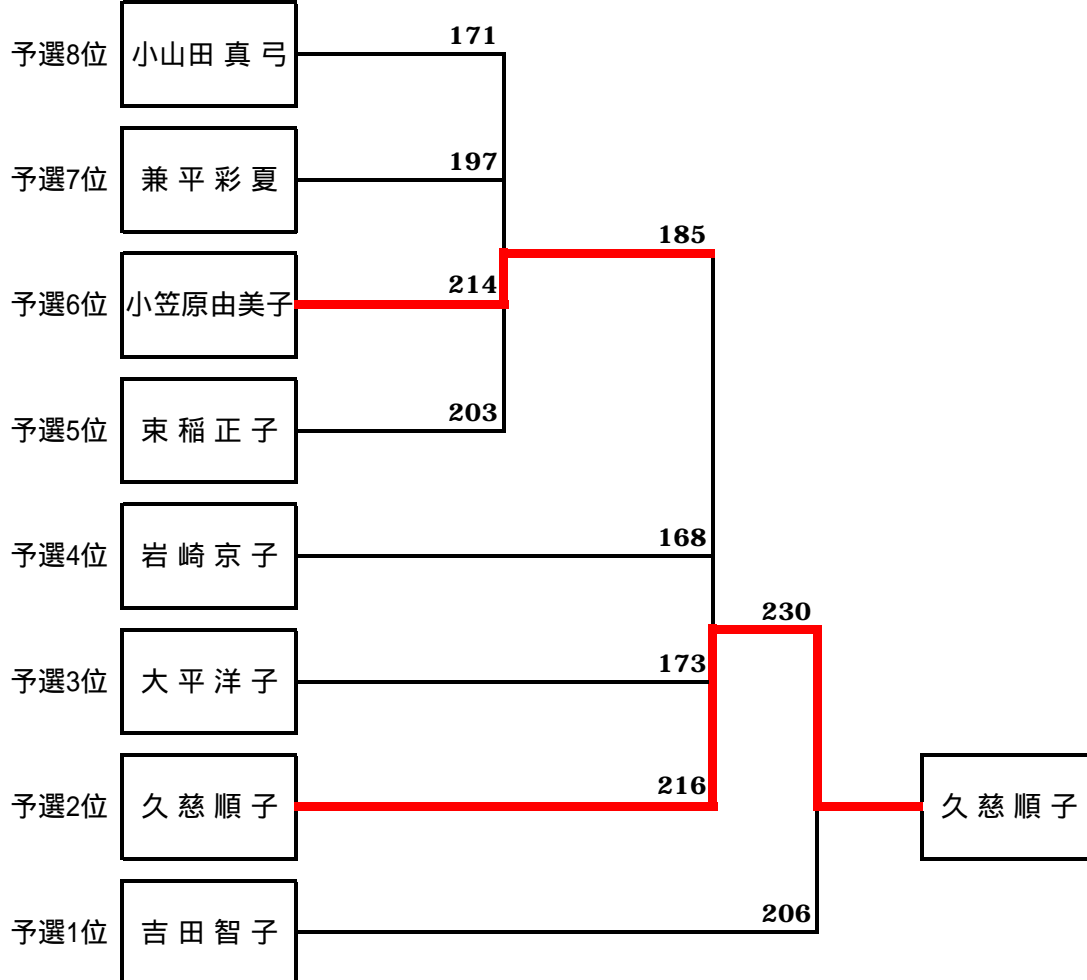 171
予選8位 小山田 真 弓
197
予選7位 兼 平 彩 夏
185
214
予選6位 小笠原由美子
203
予選5位 束 稲 正 子
168
予選4位 岩 崎 京 子
230
173
予選3位 大 平 洋 子
216
予選2位 久 慈 順 子 久 慈 順 子
206
予選1位 吉 田 智 子